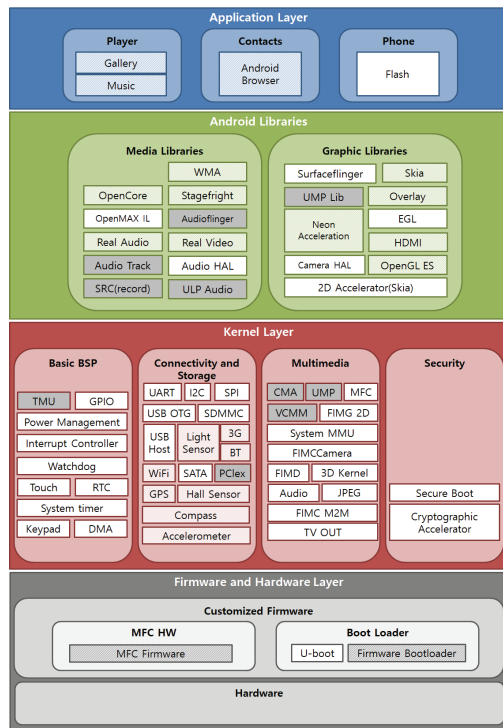 Application Layer
Player
Gallery
Music
Contacts
Android
Browser
Phone
Flash
Android Libraries
Media Libraries
WMA
OpenCore
Stagefright
OpenMAX IL
Audioflinger
Real Audio
Real Video
Audio Track
Audio HAL
SRC(record)
ULP Audio
Graphic Libraries
Surfaceflinger
Skia
UMP Lib
Overlay
Neon
Acceleration
EGL
HDMI
Camera HAL
OpenGL ES
2D Accelerator(Skia)
Kernel Layer
Basic BSP
TMU
GPIO
Power Management
Interrupt Controller
Watchdog
Touch
RTC
System timer
Keypad
DMA
Connectivity and
Storage
UART
I2C
SPI
USB OTG
SDMMC
USB
Host
Light
Sensor
3G
BT
WiFi
SATA
PCIex
GPS
Hall Sensor
Compass
Accelerometer
Multimedia
CMA
UMP
MFC
VCMM
FIMG 2D
System MMU
FIMCCamera
FIMD
3D Kernel
Audio
JPEG
FIMC M2M
TV OUT
Security
Secure Boot
Cryptographic
Accelerator
Firmware and Hardware Layer
Customized Firmware
MFC HW
MFC Firmware
Boot Loader
U-boot
Firmware Bootloader
Hardware